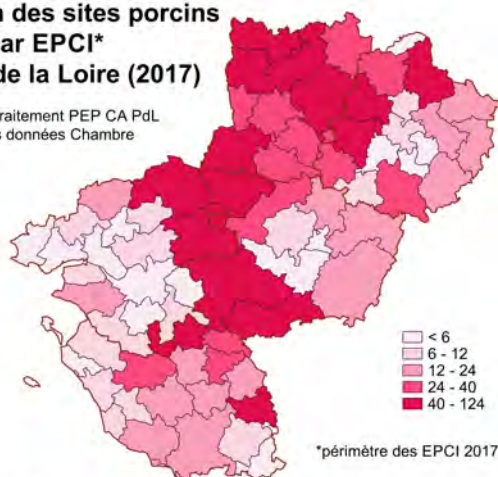 n des sites porcins
ar EPCI*
de la Loire (2017)
raitement PEP CA PdL
s données Chambre
< 6
6 - 12
12 - 24
24 - 40
40 - 124
*périmètre des EPCI 2017